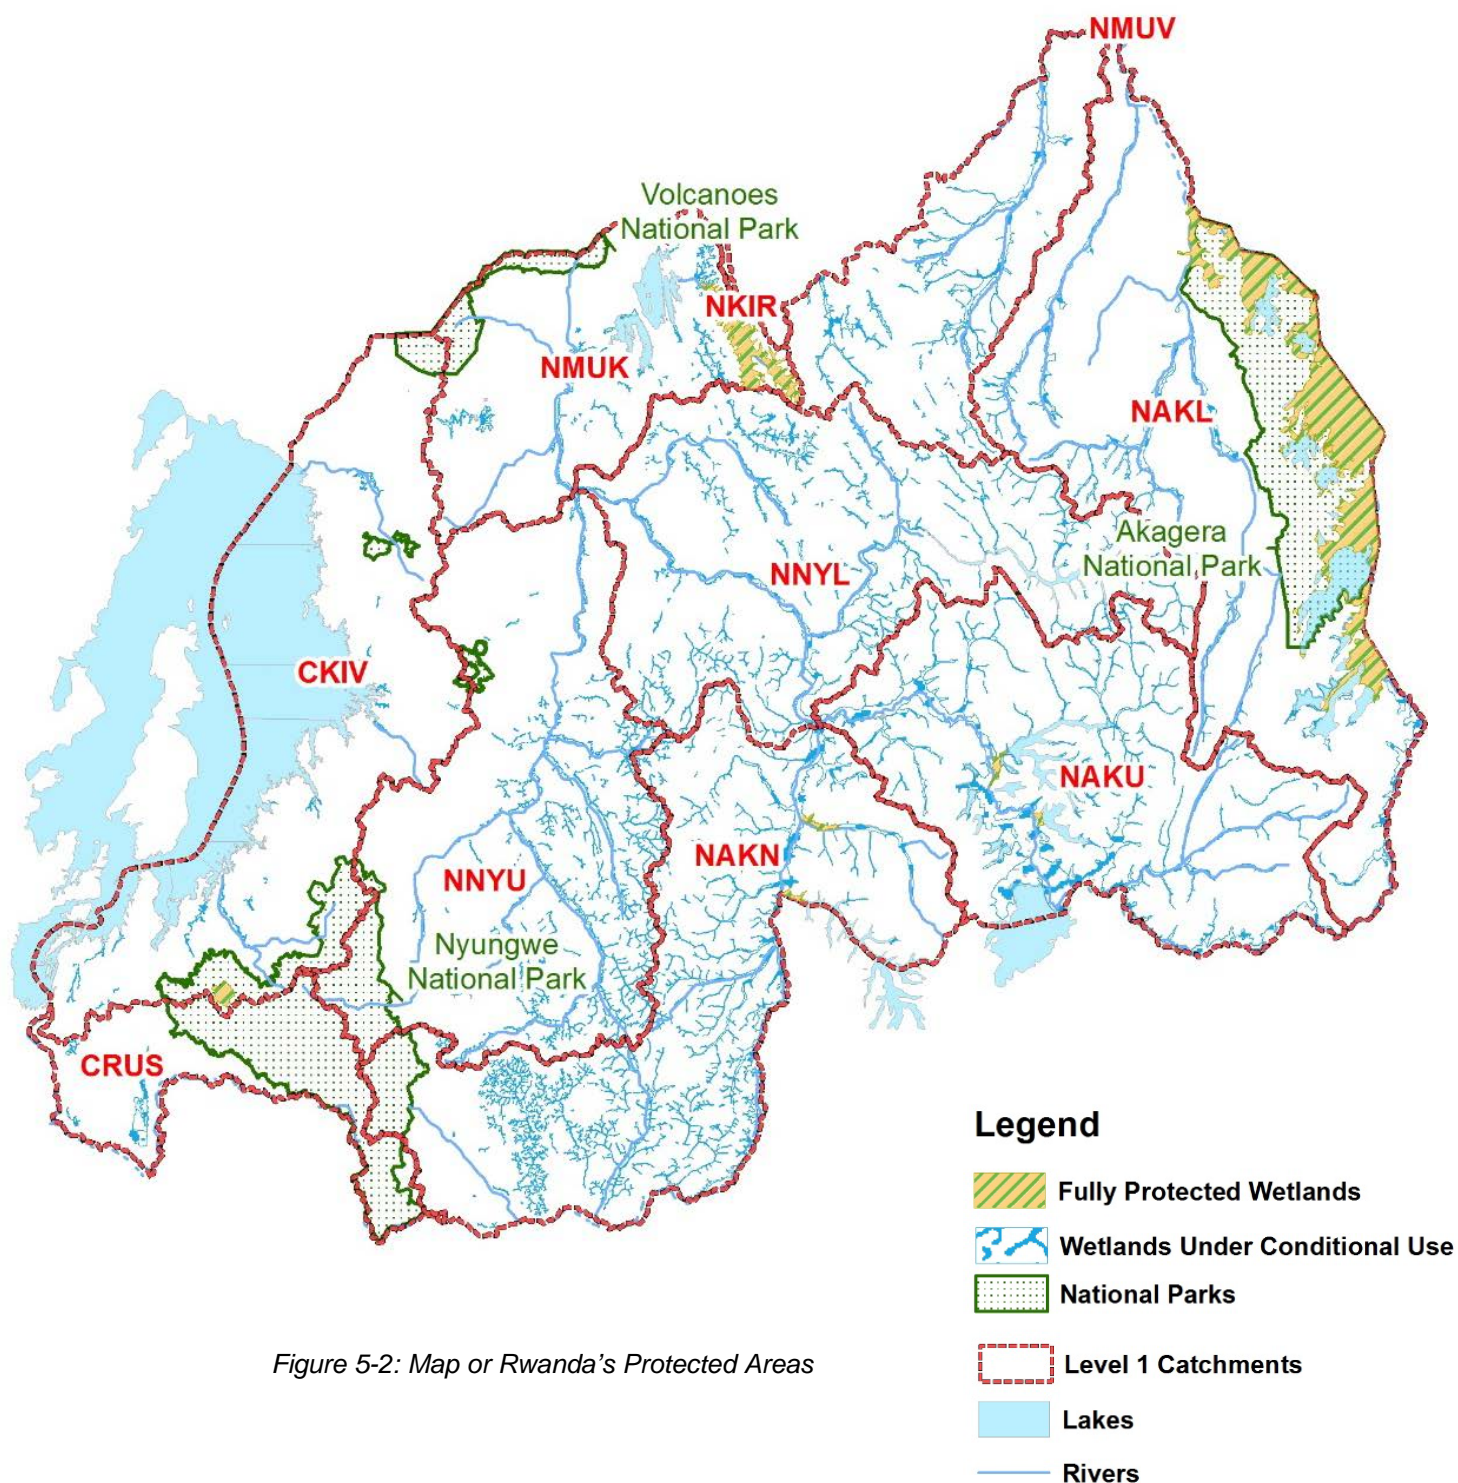 NMUV
Volcanoes
National Park
NKIR
NMUK
NAKL
Akagera
National Park
NNYL
CKIV
NAKU
NAKN
NNYU
Nyungwe
National Park
CRUS
Legend
Fully Protected Wetlands
Wetlands Under Conditional Use
National Parks
Level 1 Catchments
Lakes
Rivers
Figure 5-2: Map or Rwanda's Protected Areas